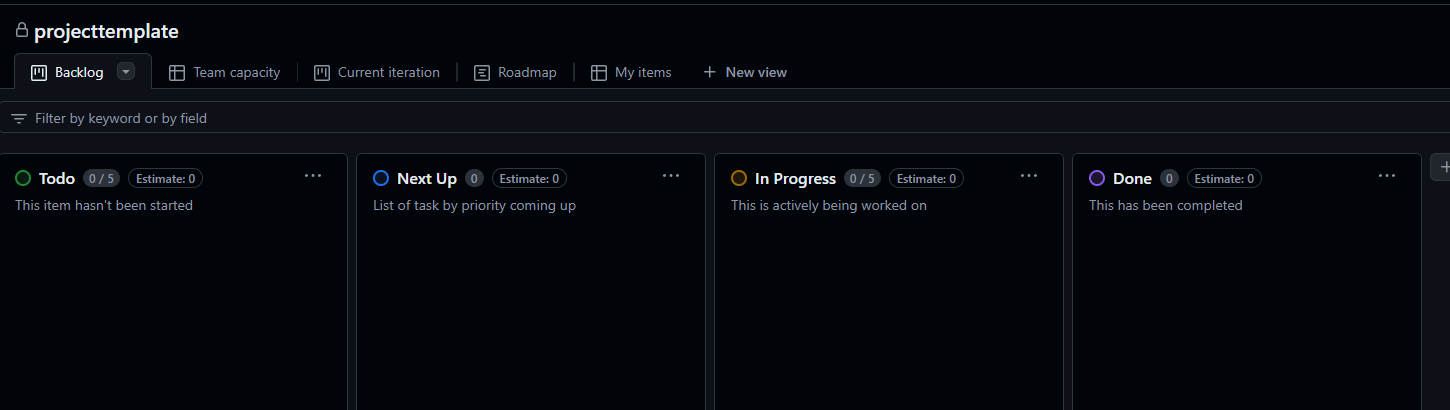 projecttemplate
Backlog Team capacity Current iteration Roadmap My items + New view
Filter by keyword or by field
Todo 0 / 5 Estimate: 0
This item hasn't been started
Next Up 0 Estimate: 0
List of task by priority coming up
In Progress 0 / 5 Estimate: 0
This is actively being worked on
Done 0 Estimate: 0
This has been completed